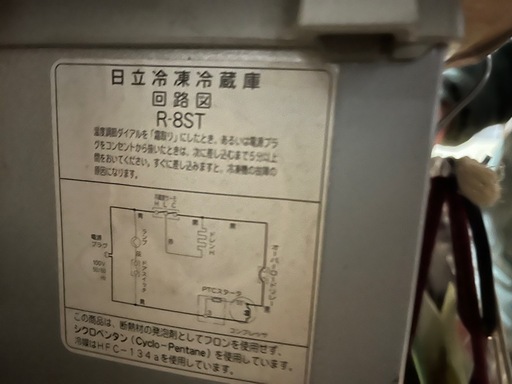 日立冷凍冷蔵庫
回路図
R-8ST
温度調節ダイアルを「霜取り」にしたとき、あるいは電源プラ
グをコンセントから抜いたときは、次に差し込むまで5分以上
間をおいてください。すぐに差し込みますと、冷凍機の故障の
原因になります。
H L C
電源
プラグ
100V
50/60
ランプ
ドアスイッチ
ドレンH
オーバーロードリレー
PTCスタータ
コンプレッサ
この商品は、断熱材の発泡剤としてフロンを使用せず、
シクロペンタン(Cyclo-Pentane)を使用しています。
冷媒はHFC-134aを使用しています。